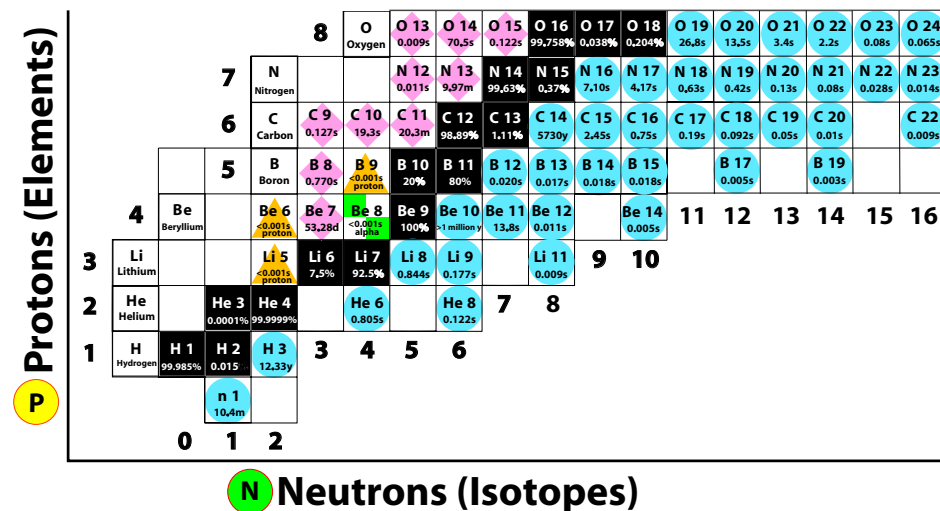 8 O O 13 O 14 O 15 O 16 O 17 O 18 O 19 O 20 O 21 O 22 O 23 O 24
Oxygen 0.009s 70.5s 0.122s 99.758% 0.038% 0.204% 26.8s 13.5s 3.4s 2.2s 0.08s 0.065s
7 N N 12 N 13 N 14 N 15 N 16 N 17 N 18 N 19 N 20 N 21 N 22 N 23
Nitrogen 0.011s 9.97m 99.63% 0.37% 7.10s 4.17s 0.63s 0.42s 0.13s 0.08s 0.028s 0.014s
6 C C 9 C 10 C 11 C 12 C 13 C 14 C 15 C 16 C 17 C 18 C 19 C 20 C 22
Carbon 0.127s 19.3s 20.3m 98.89% 1.11% 5730y 2.45s 0.75s 0.19s 0.092s 0.05s 0.01s 0.009s
5 B B 8 B 9 B 10 B 11 B 12 B 13 B 14 B 15 B 17 B 19
Boron 0.770s <0.001s proton 20% 80% 0.020s 0.017s 0.018s 0.018s 0.005s 0.003s
4 Be Be 6 Be 7 Be 8 Be 9 Be 10 Be 11 Be 12 Be 14 11 12 13 14 15 16
Beryllium <0.001s proton 53.28d <0.001s alpha 100% >1 million y 13.8s 0.011s 0.005s
3 Li Li 5 Li 6 Li 7 Li 8 Li 9 Li 11 9 10
Lithium <0.001s proton 7.5% 92.5% 0.844s 0.177s 0.009s
2 He He 3 He 4 He 6 He 8 7 8
Helium 0.0001% 99.9999% 0.805s 0.122s
1 H H 1 H 2 H 3 3 4 5 6
Hydrogen 99.985% 0.015 12.33y
n 1
10.4m
0 1 2
P Protons (Elements)
N Neutrons (Isotopes)